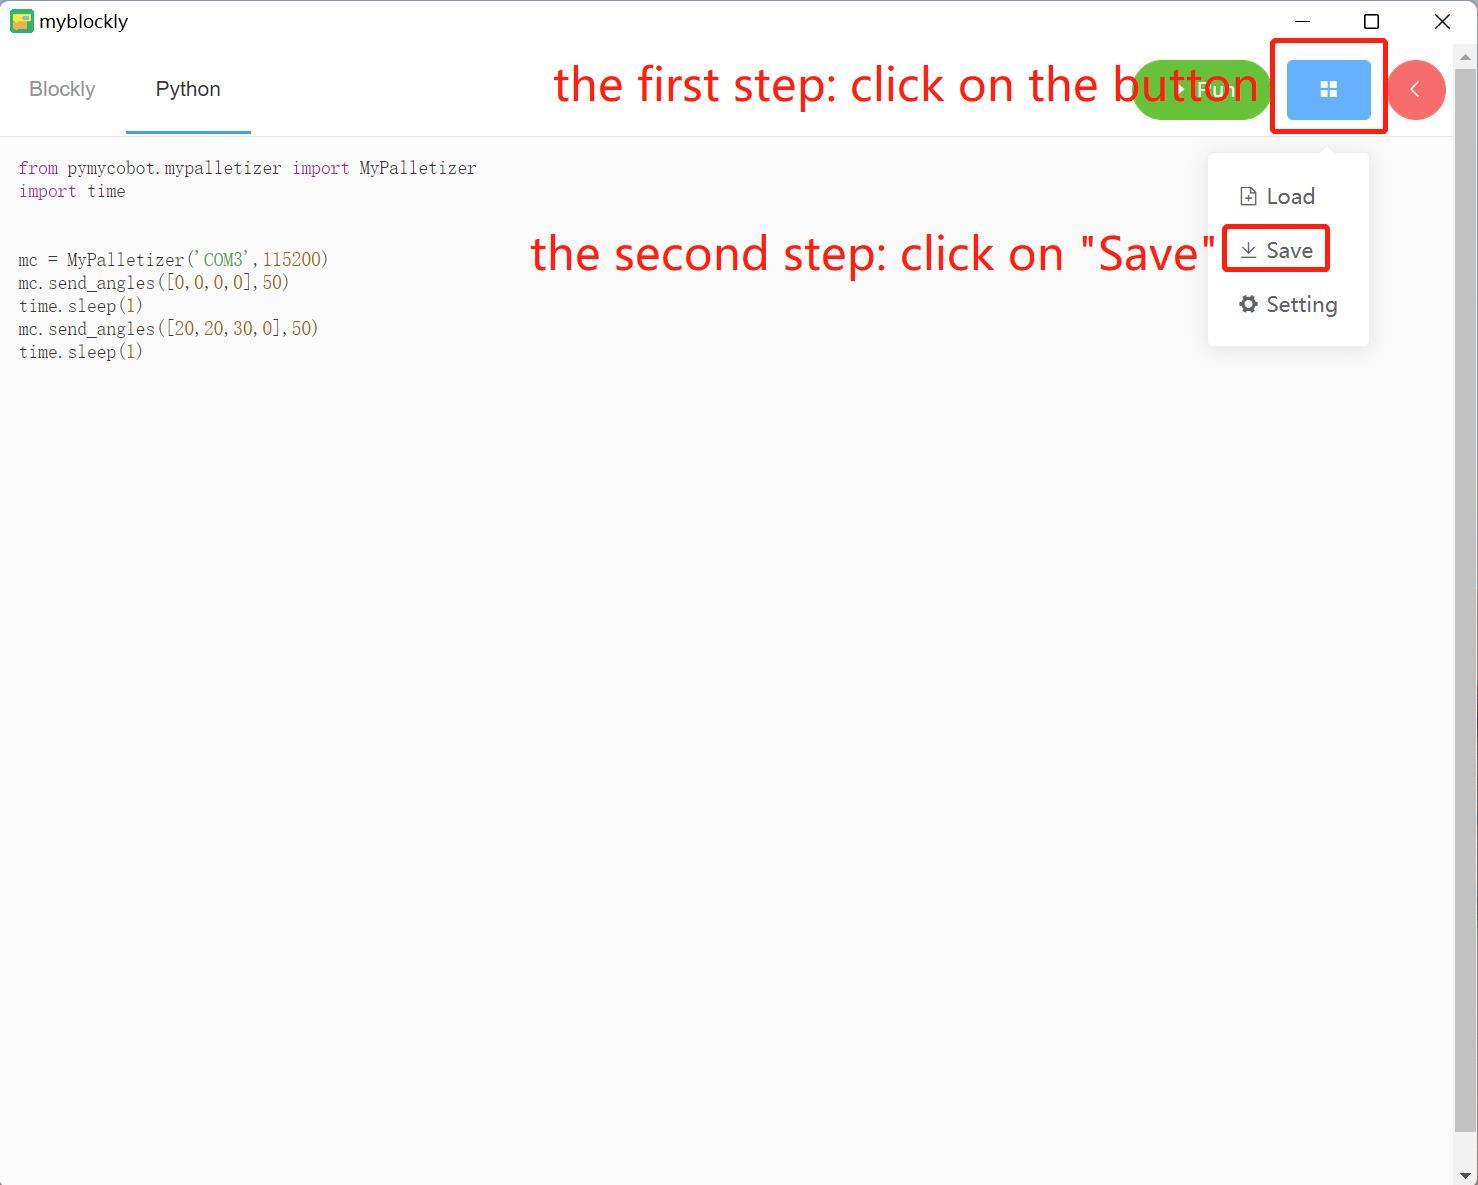 myblockly
Blockly
Python
the first step: click on the button
Run
from pymycobot.mypalletizer import MyPalletizer
import time
Load
mc = MyPalletizer('COM3',115200)
the second step: click on "Save"
Save
mc.send_angles([0,0,0,0],50)
time.sleep(1)
Setting
mc.send_angles([20,20,30,0],50)
time.sleep(1)